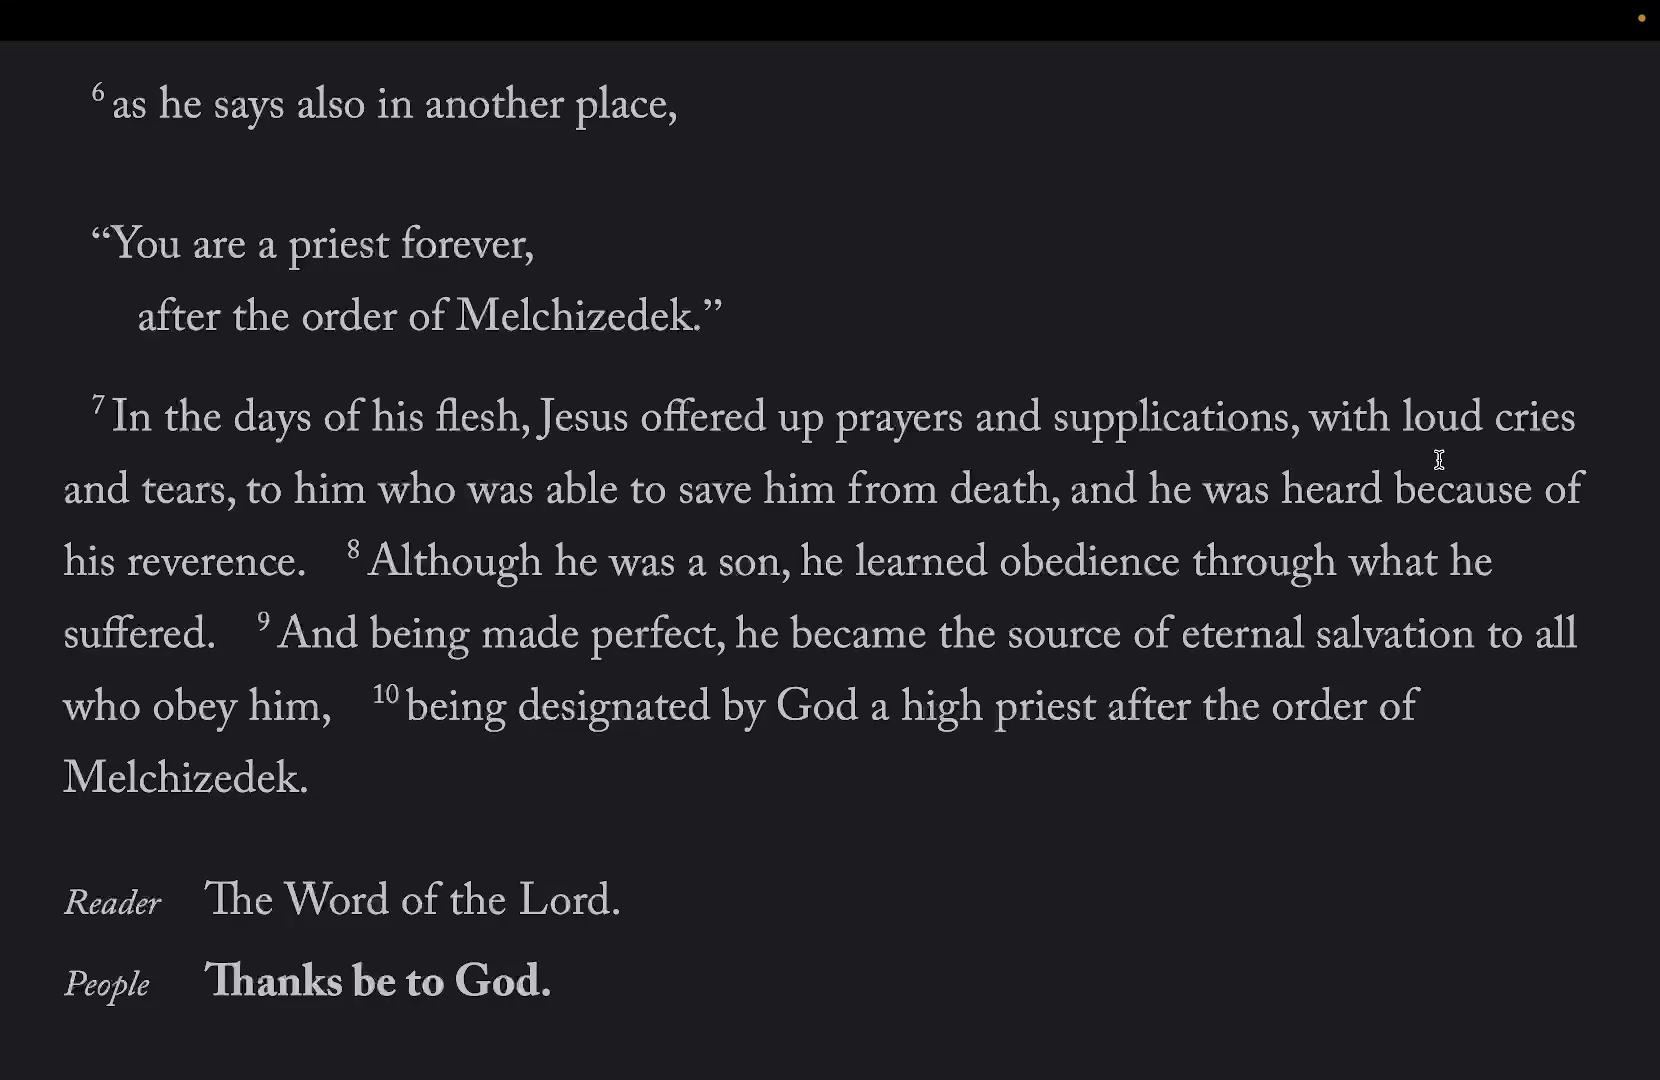 6 as he says also in another place,
“You are a priest forever,
after the order of Melchizedek.”
7 In the days of his flesh, Jesus offered up prayers and supplications, with loud cries
and tears, to him who was able to save him from death, and he was heard because of
his reverence. 8 Although he was a son, he learned obedience through what he
suffered. 9 And being made perfect, he became the source of eternal salvation to all
who obey him, 10 being designated by God a high priest after the order of
Melchizedek.
Reader The Word of the Lord.
People Thanks be to God.